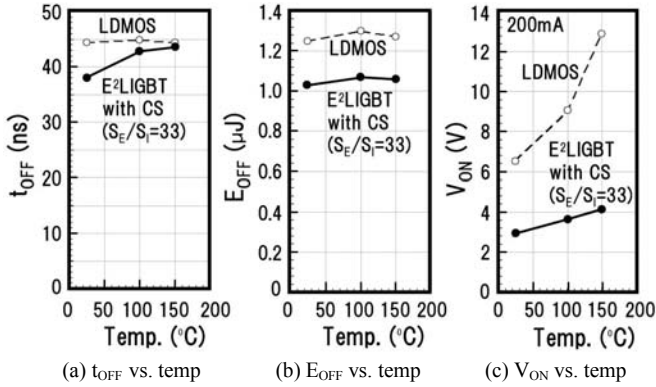 50
40
30
20
10
0
t_OFF (ns)
LDMOS
E²LIGBT
with CS
(S_E/S_I=33)
0 50 100 150 200
Temp. (°C)
(a) t_OFF vs. temp
1.4
1.2
1.0
0.8
0.6
0.4
0.2
0
E_OFF (μJ)
LDMOS
E²LIGBT
with CS
(S_E/S_I=33)
0 50 100 150 200
Temp. (°C)
(b) E_OFF vs. temp
14
12
10
8
6
4
2
0
V_ON (V)
200mA
LDMOS
E²LIGBT
with CS
(S_E/S_I=33)
0 50 100 150 200
Temp. (°C)
(c) V_ON vs. temp